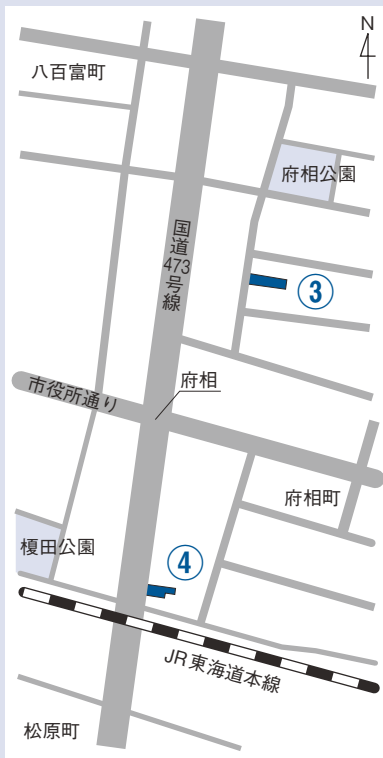 N
八百富町
府相公園
国道473号線
③
府相
市役所通り
府相町
榎田公園
④
JR東海道本線
松原町